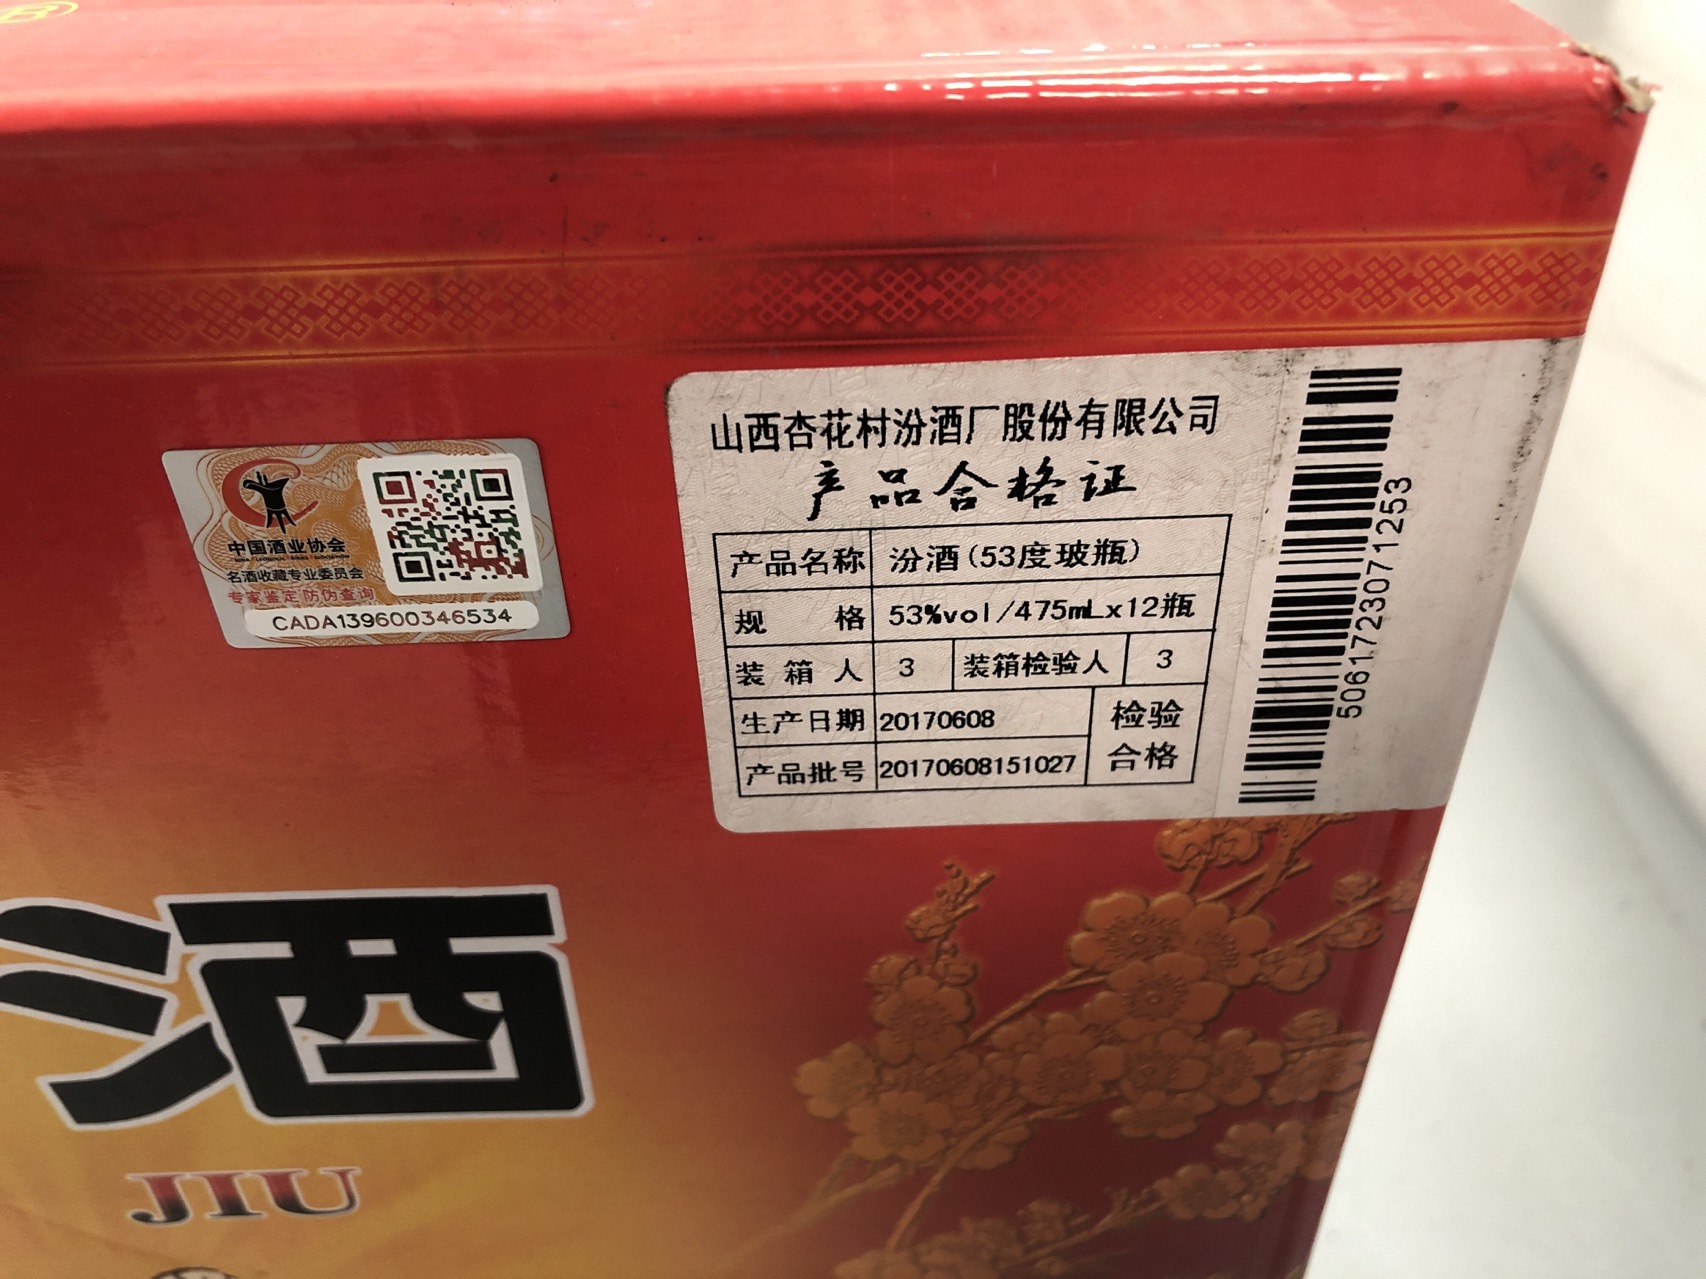 山西杏花村汾酒厂股份有限公司
产品合格证
产品名称 汾酒(53度玻瓶)
规 格 53%vol/475mLx12瓶
装 箱 人 3 装箱检验人 3
生产日期 20170608 检验
产品批号 20170608151027 合格
50617223071253
中国酒业协会
名酒收藏专业委员会
专家鉴定 防伪查询
CADA139600346534
酒
JIU